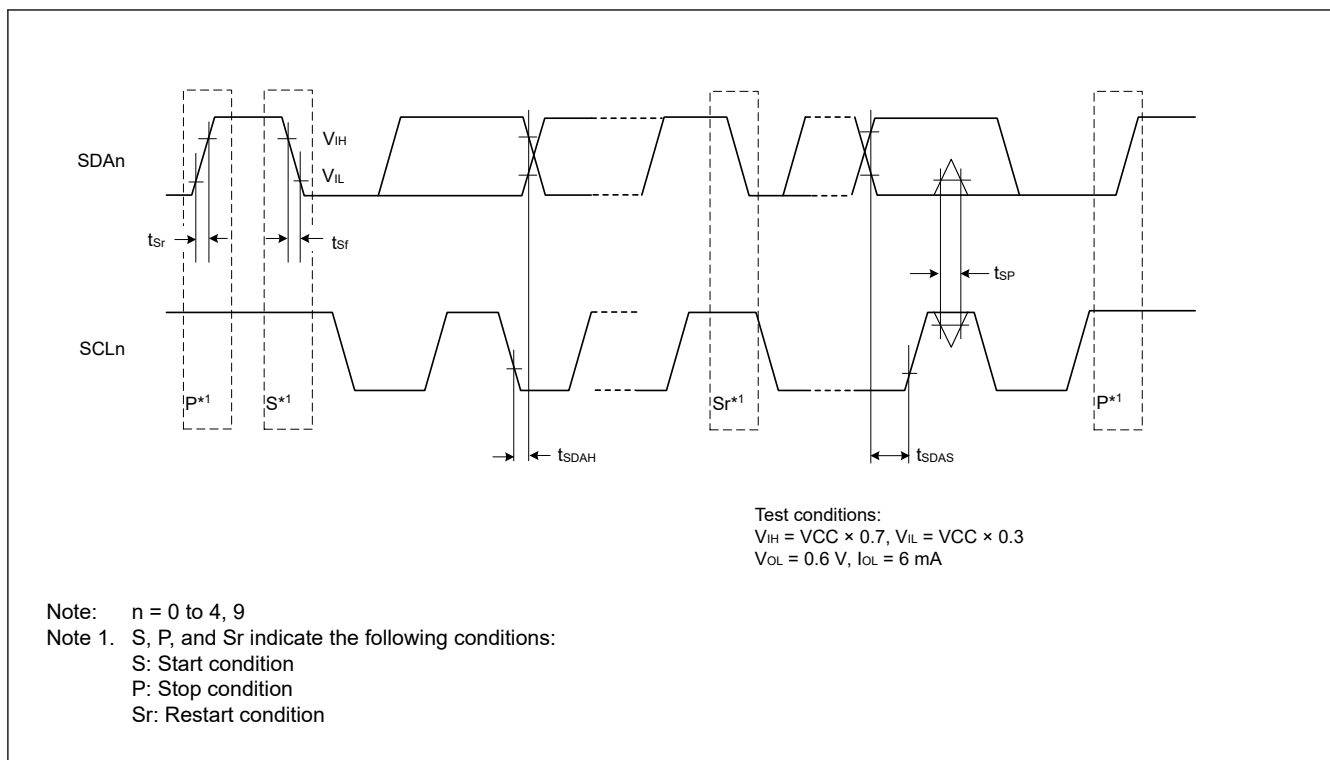 SDAn
VIH
VIL
tSr
tSf
tSP
SCLn
P*1
S*1
Sr*1
P*1
tSDAH
tSDAS
Test conditions:
VIH = VCC × 0.7, VIL = VCC × 0.3
VOL = 0.6 V, IOL = 6 mA
Note: n = 0 to 4, 9
Note 1. S, P, and Sr indicate the following conditions:
S: Start condition
P: Stop condition
Sr: Restart condition